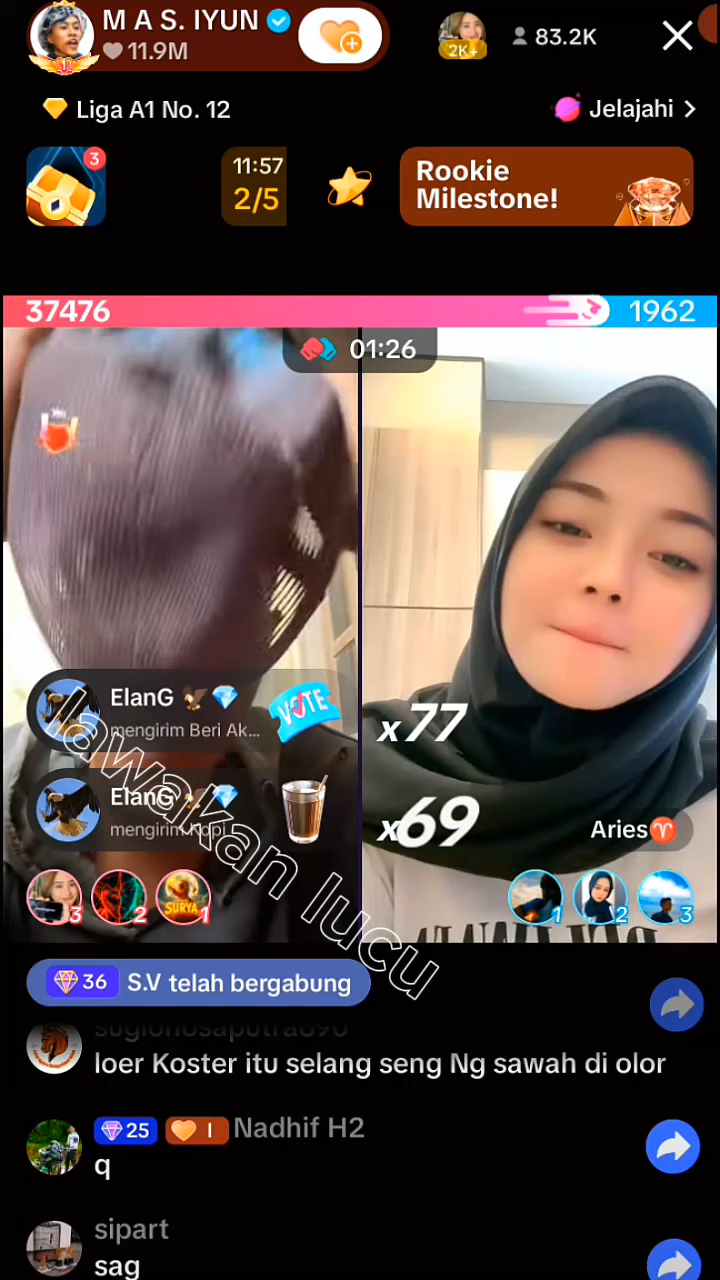 M A S. IYUN
11.9M
2K+
83.2K
Liga A1 No. 12
Jelajahi >
3
11:57
2/5
Rookie
Milestone!
37476
1962
01:26
ElanG
mengirim Beri Ak...
VOTE
x77
ElanG
mengirim Kopi
x69
Aries
3
2
SURYA
1
1
2
3
lawakan lucu
36 S.V telah bergabung
loer Koster itu selang seng Ng sawah di olor
25 I Nadhif H2
q
sipart
sag